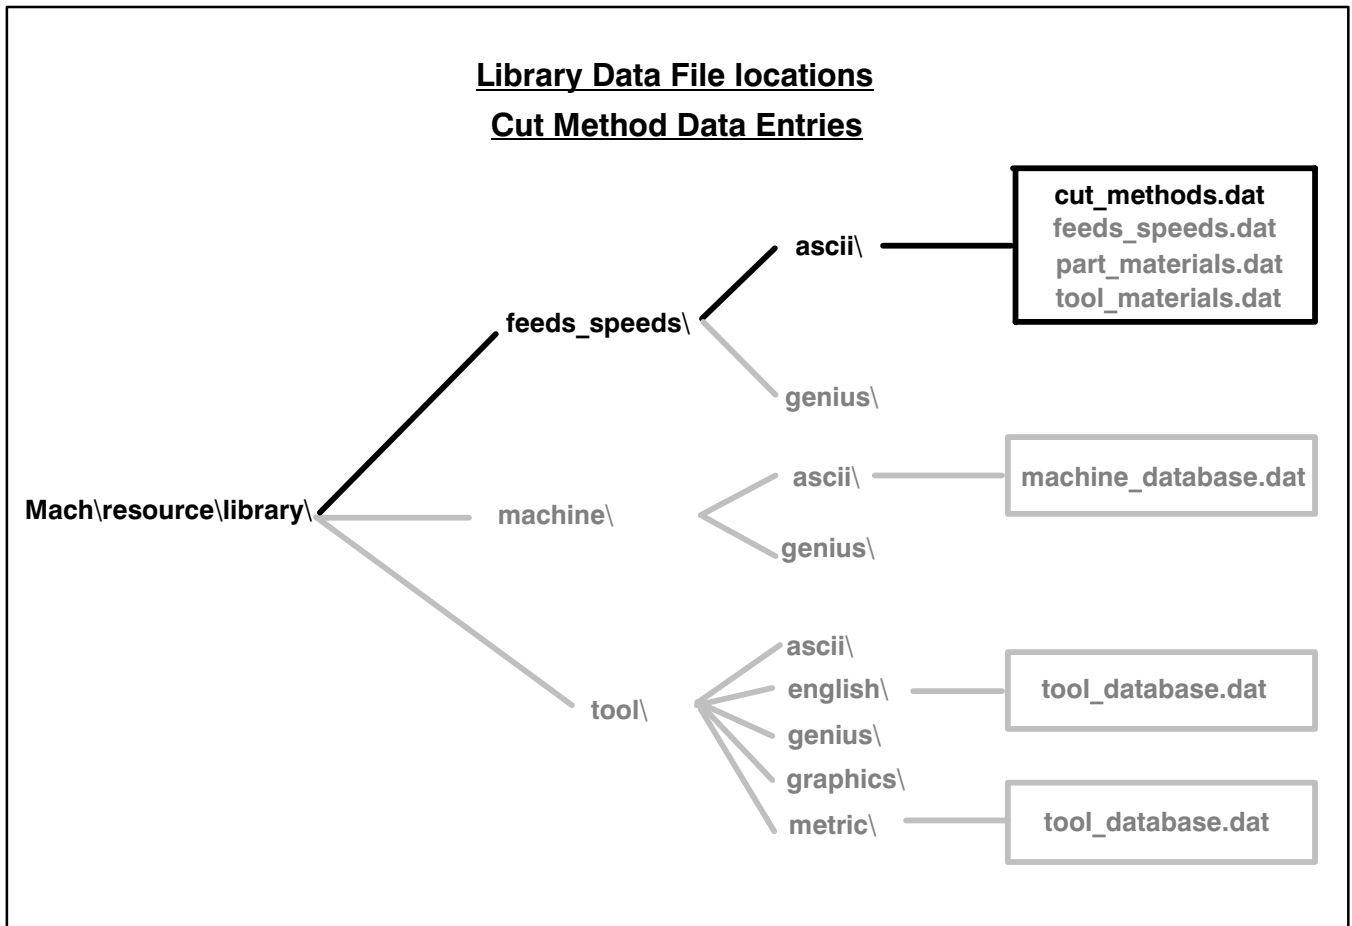 Library Data File locations
Cut Method Data Entries
cut_methods.dat
feeds_speeds.dat
part_materials.dat
tool_materials.dat
ascii\
feeds_speeds\
genius\
Mach\resource\library\
machine\
ascii\
machine_database.dat
genius\
tool\
ascii\
english\
tool_database.dat
genius\
graphics\
metric\
tool_database.dat